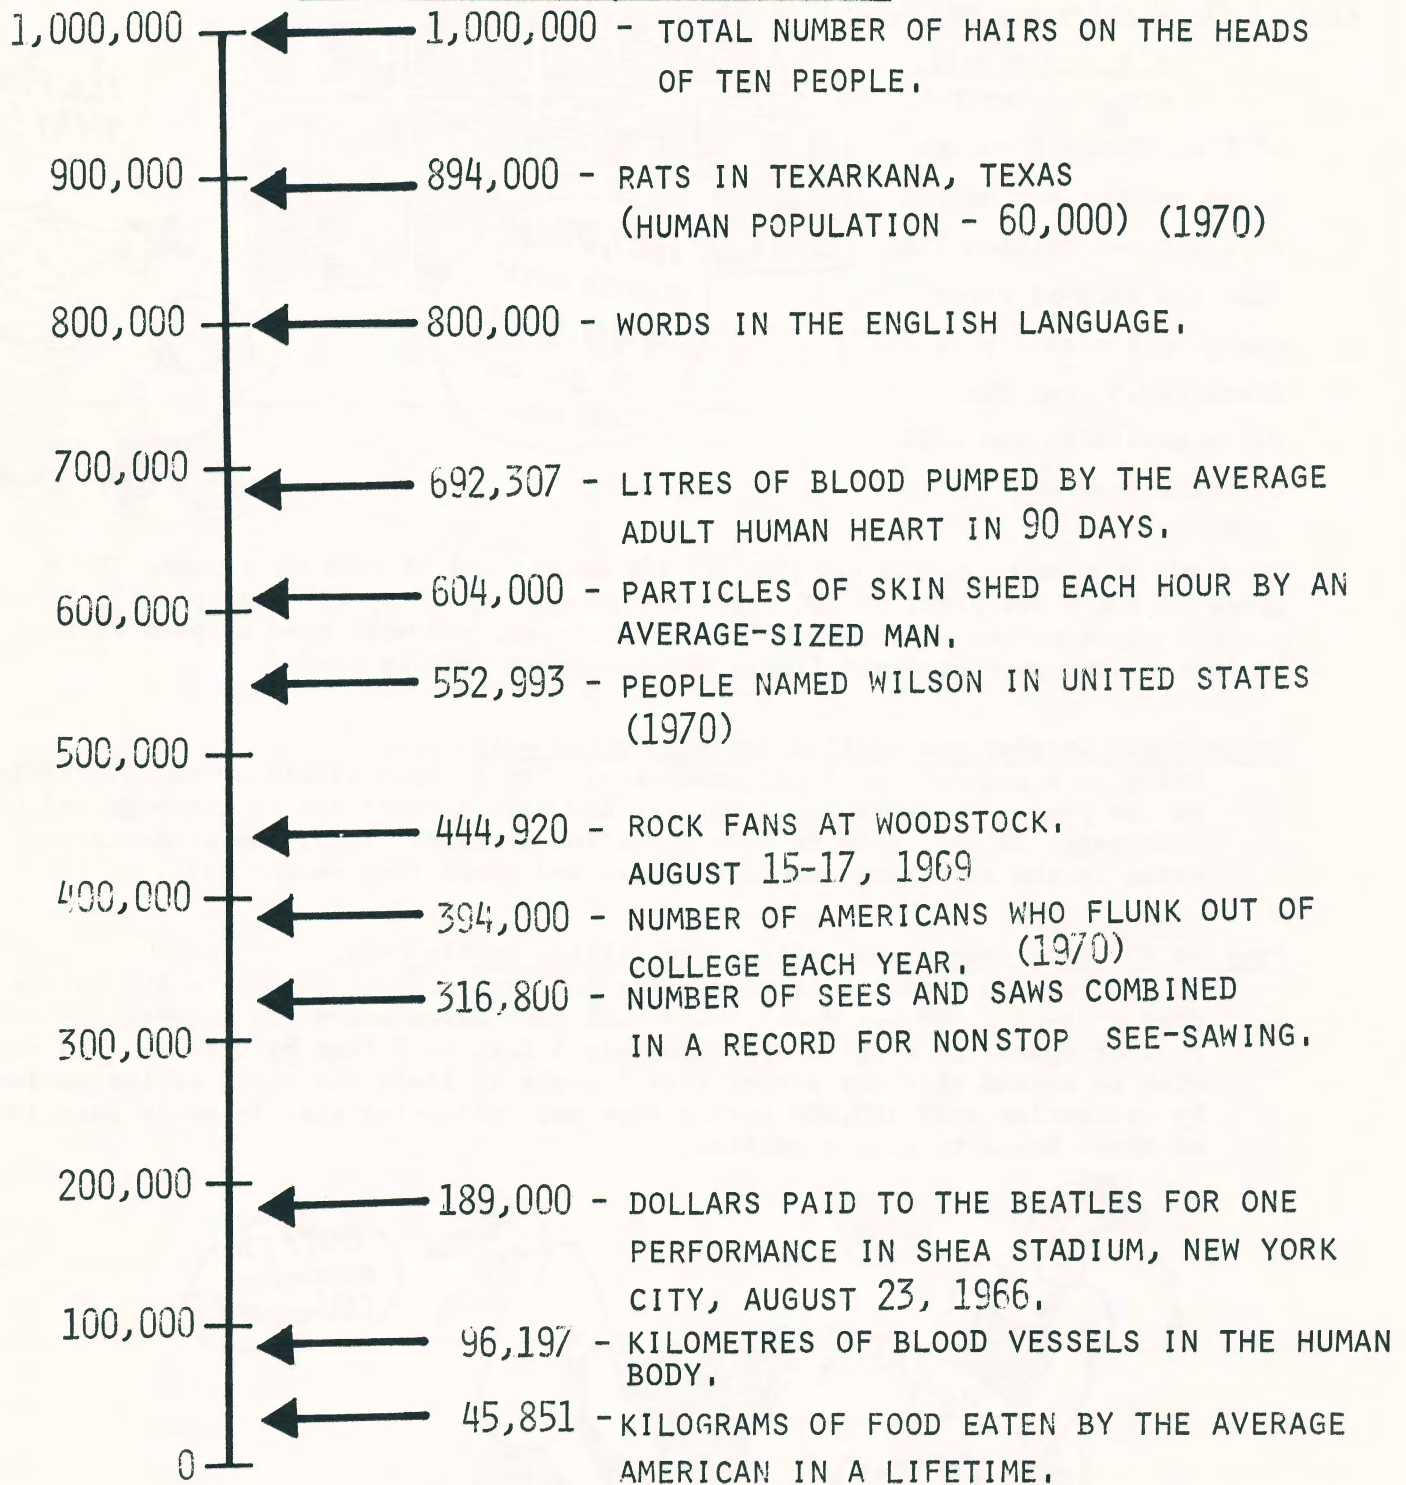 1,000,000 1,000,000 - TOTAL NUMBER OF HAIRS ON THE HEADS
OF TEN PEOPLE.
900,000 894,000 - RATS IN TEXARKANA, TEXAS
(HUMAN POPULATION - 60,000) (1970)
800,000 800,000 - WORDS IN THE ENGLISH LANGUAGE.
700,000 692,307 - LITRES OF BLOOD PUMPED BY THE AVERAGE
ADULT HUMAN HEART IN 90 DAYS.
600,000 604,000 - PARTICLES OF SKIN SHED EACH HOUR BY AN
AVERAGE-SIZED MAN.
552,993 - PEOPLE NAMED WILSON IN UNITED STATES
(1970)
500,000
444,920 - ROCK FANS AT WOODSTOCK.
AUGUST 15-17, 1969
400,000 394,000 - NUMBER OF AMERICANS WHO FLUNK OUT OF
COLLEGE EACH YEAR. (1970)
316,800 - NUMBER OF SEES AND SAWS COMBINED
300,000 IN A RECORD FOR NONSTOP SEE-SAWING.
200,000 189,000 - DOLLARS PAID TO THE BEATLES FOR ONE
PERFORMANCE IN SHEA STADIUM, NEW YORK
CITY, AUGUST 23, 1966.
100,000 96,197 - KILOMETRES OF BLOOD VESSELS IN THE HUMAN
BODY.
45,851 - KILOGRAMS OF FOOD EATEN BY THE AVERAGE
0 AMERICAN IN A LIFETIME.